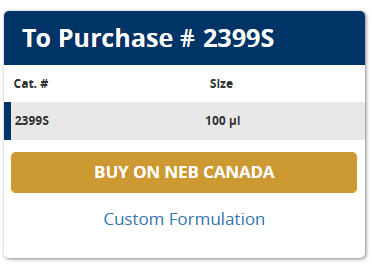 To Purchase # 2399S
Cat. # Size
2399S 100 µl
BUY ON NEB CANADA
Custom Formulation